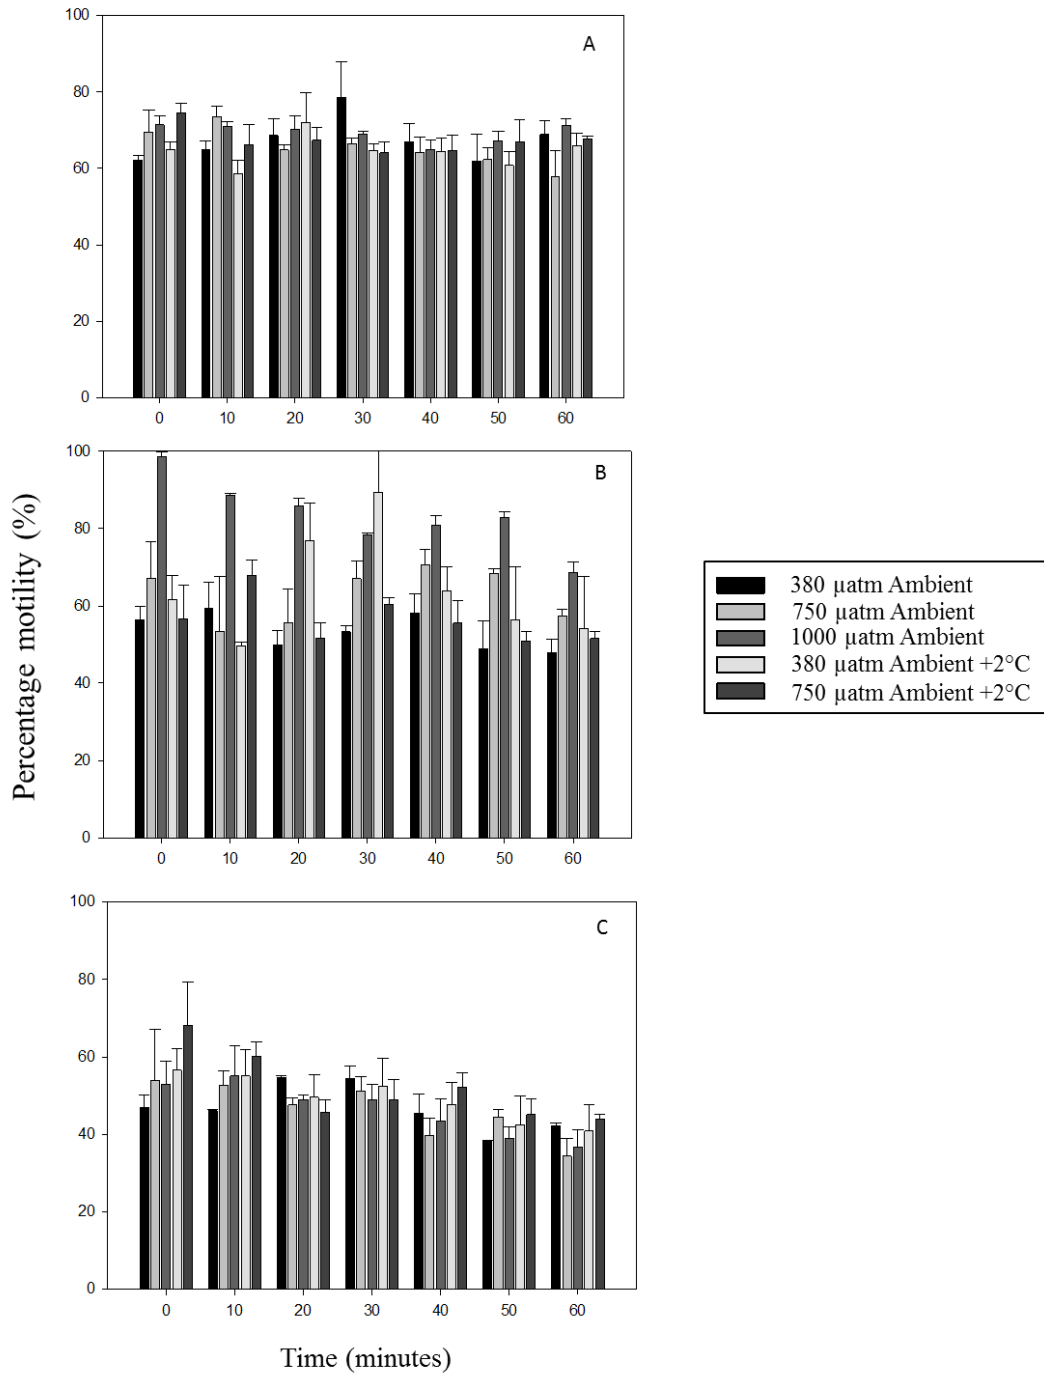 100
A
80
60
40
20
0
0 10 20 30 40 50 60
100
B
80
60
40
20
0
0 10 20 30 40 50 60
100
C
80
60
40
20
0
0 10 20 30 40 50 60
Percentage motility (%)
Time (minutes)
380 µatm Ambient
750 µatm Ambient
1000 µatm Ambient
380 µatm Ambient +2°C
750 µatm Ambient +2°C